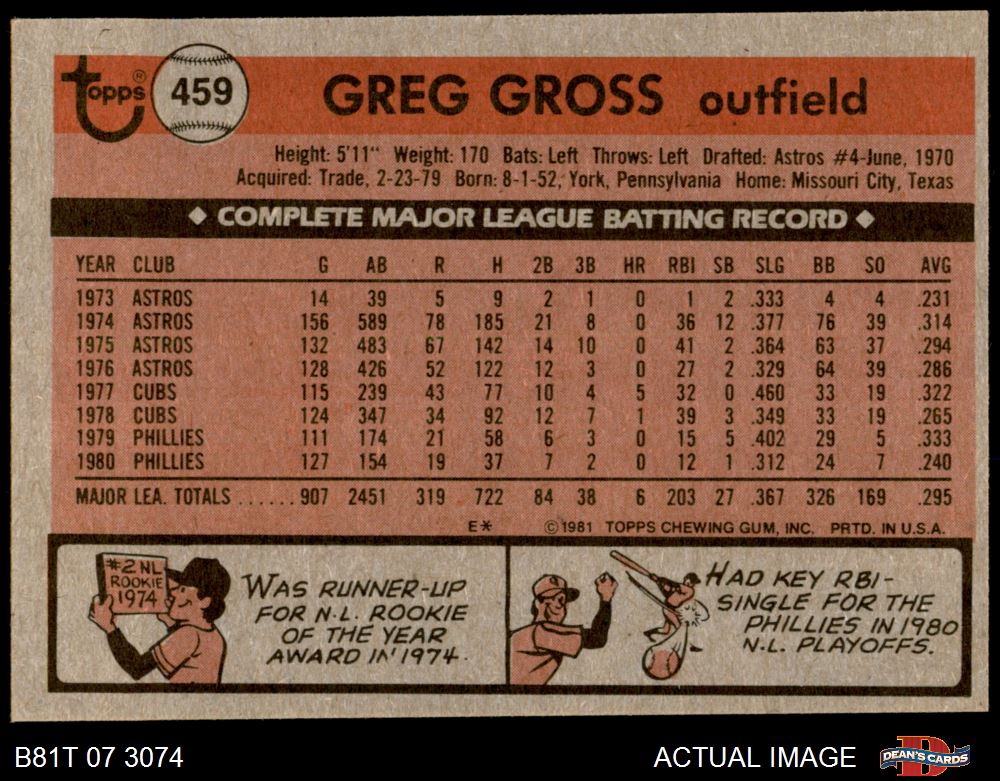 topps® 459 GREG GROSS outfield
Height: 5'11" Weight: 170 Bats: Left Throws: Left Drafted: Astros #4-June, 1970
Acquired: Trade, 2-23-79 Born: 8-1-52, York, Pennsylvania Home: Missouri City, Texas
◆ COMPLETE MAJOR LEAGUE BATTING RECORD ◆
YEAR CLUB G AB R H 2B 3B HR RBI SB SLG BB SO AVG
1973 ASTROS 14 39 5 9 2 1 0 1 2 .333 4 4 .231
1974 ASTROS 156 589 78 185 21 8 0 36 12 .377 76 39 .314
1975 ASTROS 132 483 67 142 14 10 0 41 2 .364 63 37 .294
1976 ASTROS 128 426 52 122 12 3 0 27 2 .329 64 39 .286
1977 CUBS 115 239 43 77 10 4 5 32 0 .460 33 19 .322
1978 CUBS 124 347 34 92 12 7 1 39 3 .349 33 19 .265
1979 PHILLIES 111 174 21 58 6 3 0 15 5 .402 29 5 .333
1980 PHILLIES 127 154 19 37 7 2 0 12 1 .312 24 7 .240
MAJOR LEA. TOTALS ...... 907 2451 319 722 84 38 6 203 27 .367 326 169 .295
E* ©1981 TOPPS CHEWING GUM, INC. PRTD. IN U.S.A.
#2 NL
ROOKIE
1974
WAS RUNNER-UP
FOR N.L. ROOKIE
OF THE YEAR
AWARD IN 1974.
HAD KEY RBI-
SINGLE FOR THE
PHILLIES IN 1980
N.L. PLAYOFFS.
B81T 07 3074 ACTUAL IMAGE DEAN'S CARDS